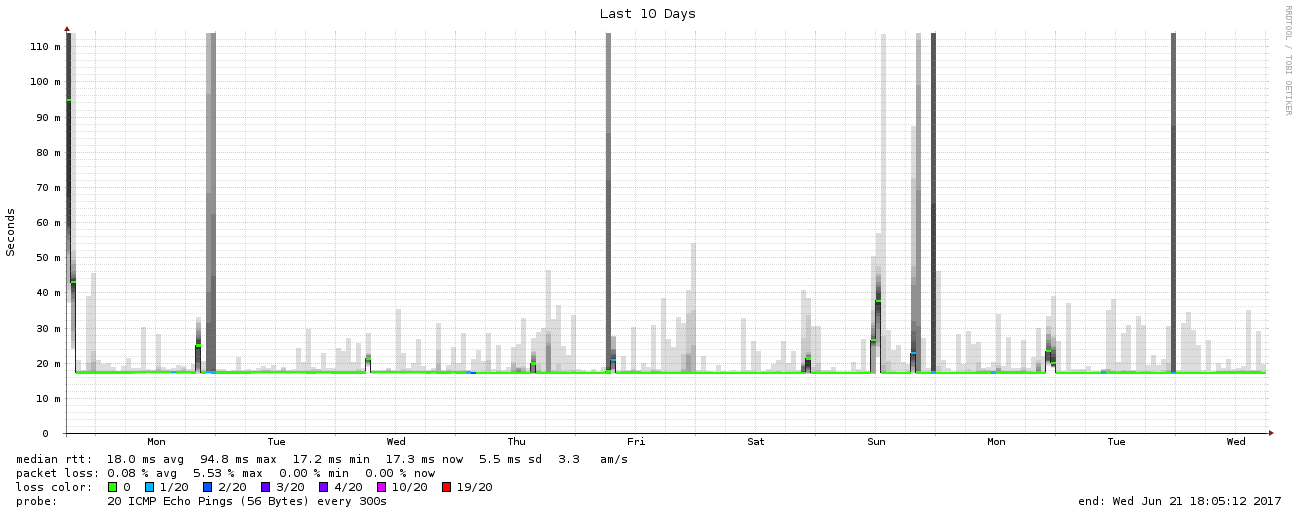 Last 10 Days
RRDTOOL / TOBI OETIKER
Seconds
110 m
100 m
90 m
80 m
70 m
60 m
50 m
40 m
30 m
20 m
10 m
0
Mon Tue Wed Thu Fri Sat Sun Mon Tue Wed
median rtt: 18.0 ms avg 94.8 ms max 17.2 ms min 17.3 ms now 5.5 ms sd 3.3 am/s
packet loss: 0.08 % avg 5.53 % max 0.00 % min 0.00 % now
loss color: 0 1/20 2/20 3/20 4/20 10/20 19/20
probe: 20 ICMP Echo Pings (56 Bytes) every 300s end: Wed Jun 21 18:05:12 2017